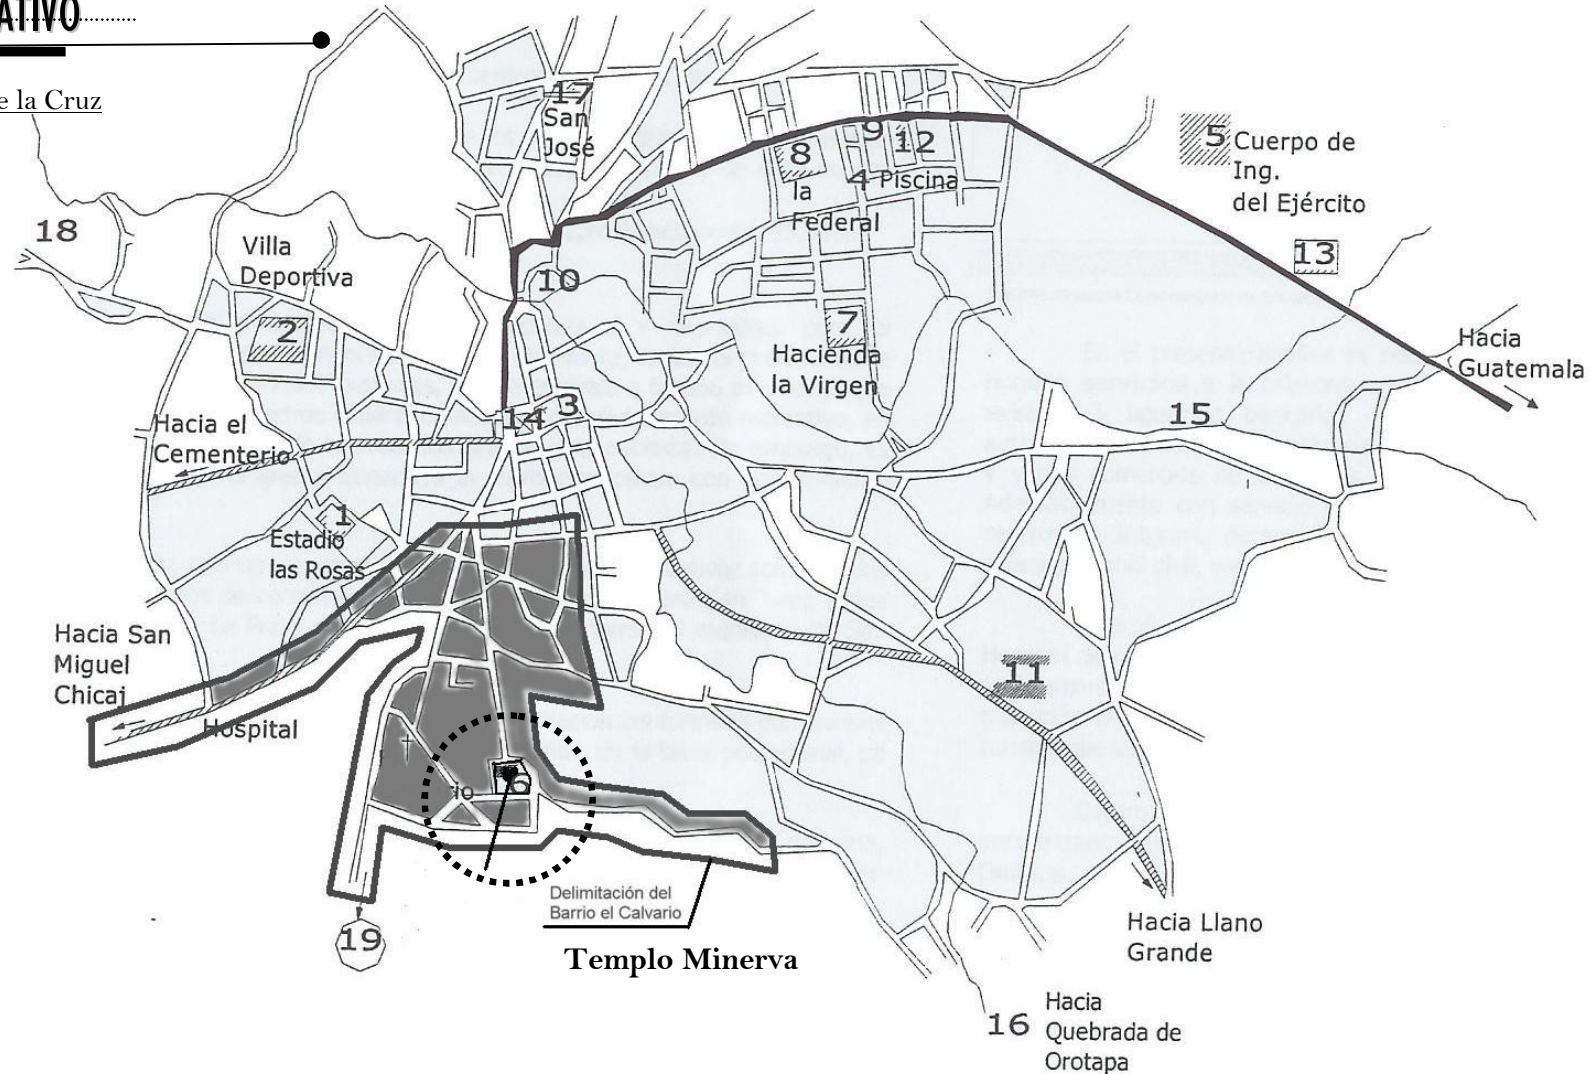 ATIVO
e la Cruz
17
San
José
9
12
8
4 Piscina
la
Federal
5
Cuerpo de
Ing.
del Ejército
18
Villa
Deportiva
13
10
2
7
Hacienda
la Virgen
Hacia
Guatemala
14
3
15
Hacia el
Cementerio
1
Estadio
las Rosas
Hacia San
Miguel
Chicaj
11
Hospital
6
rio
Delimitación del
Barrio el Calvario
Templo Minerva
19
Hacia Llano
Grande
16
Hacia
Quebrada de
Orotapa